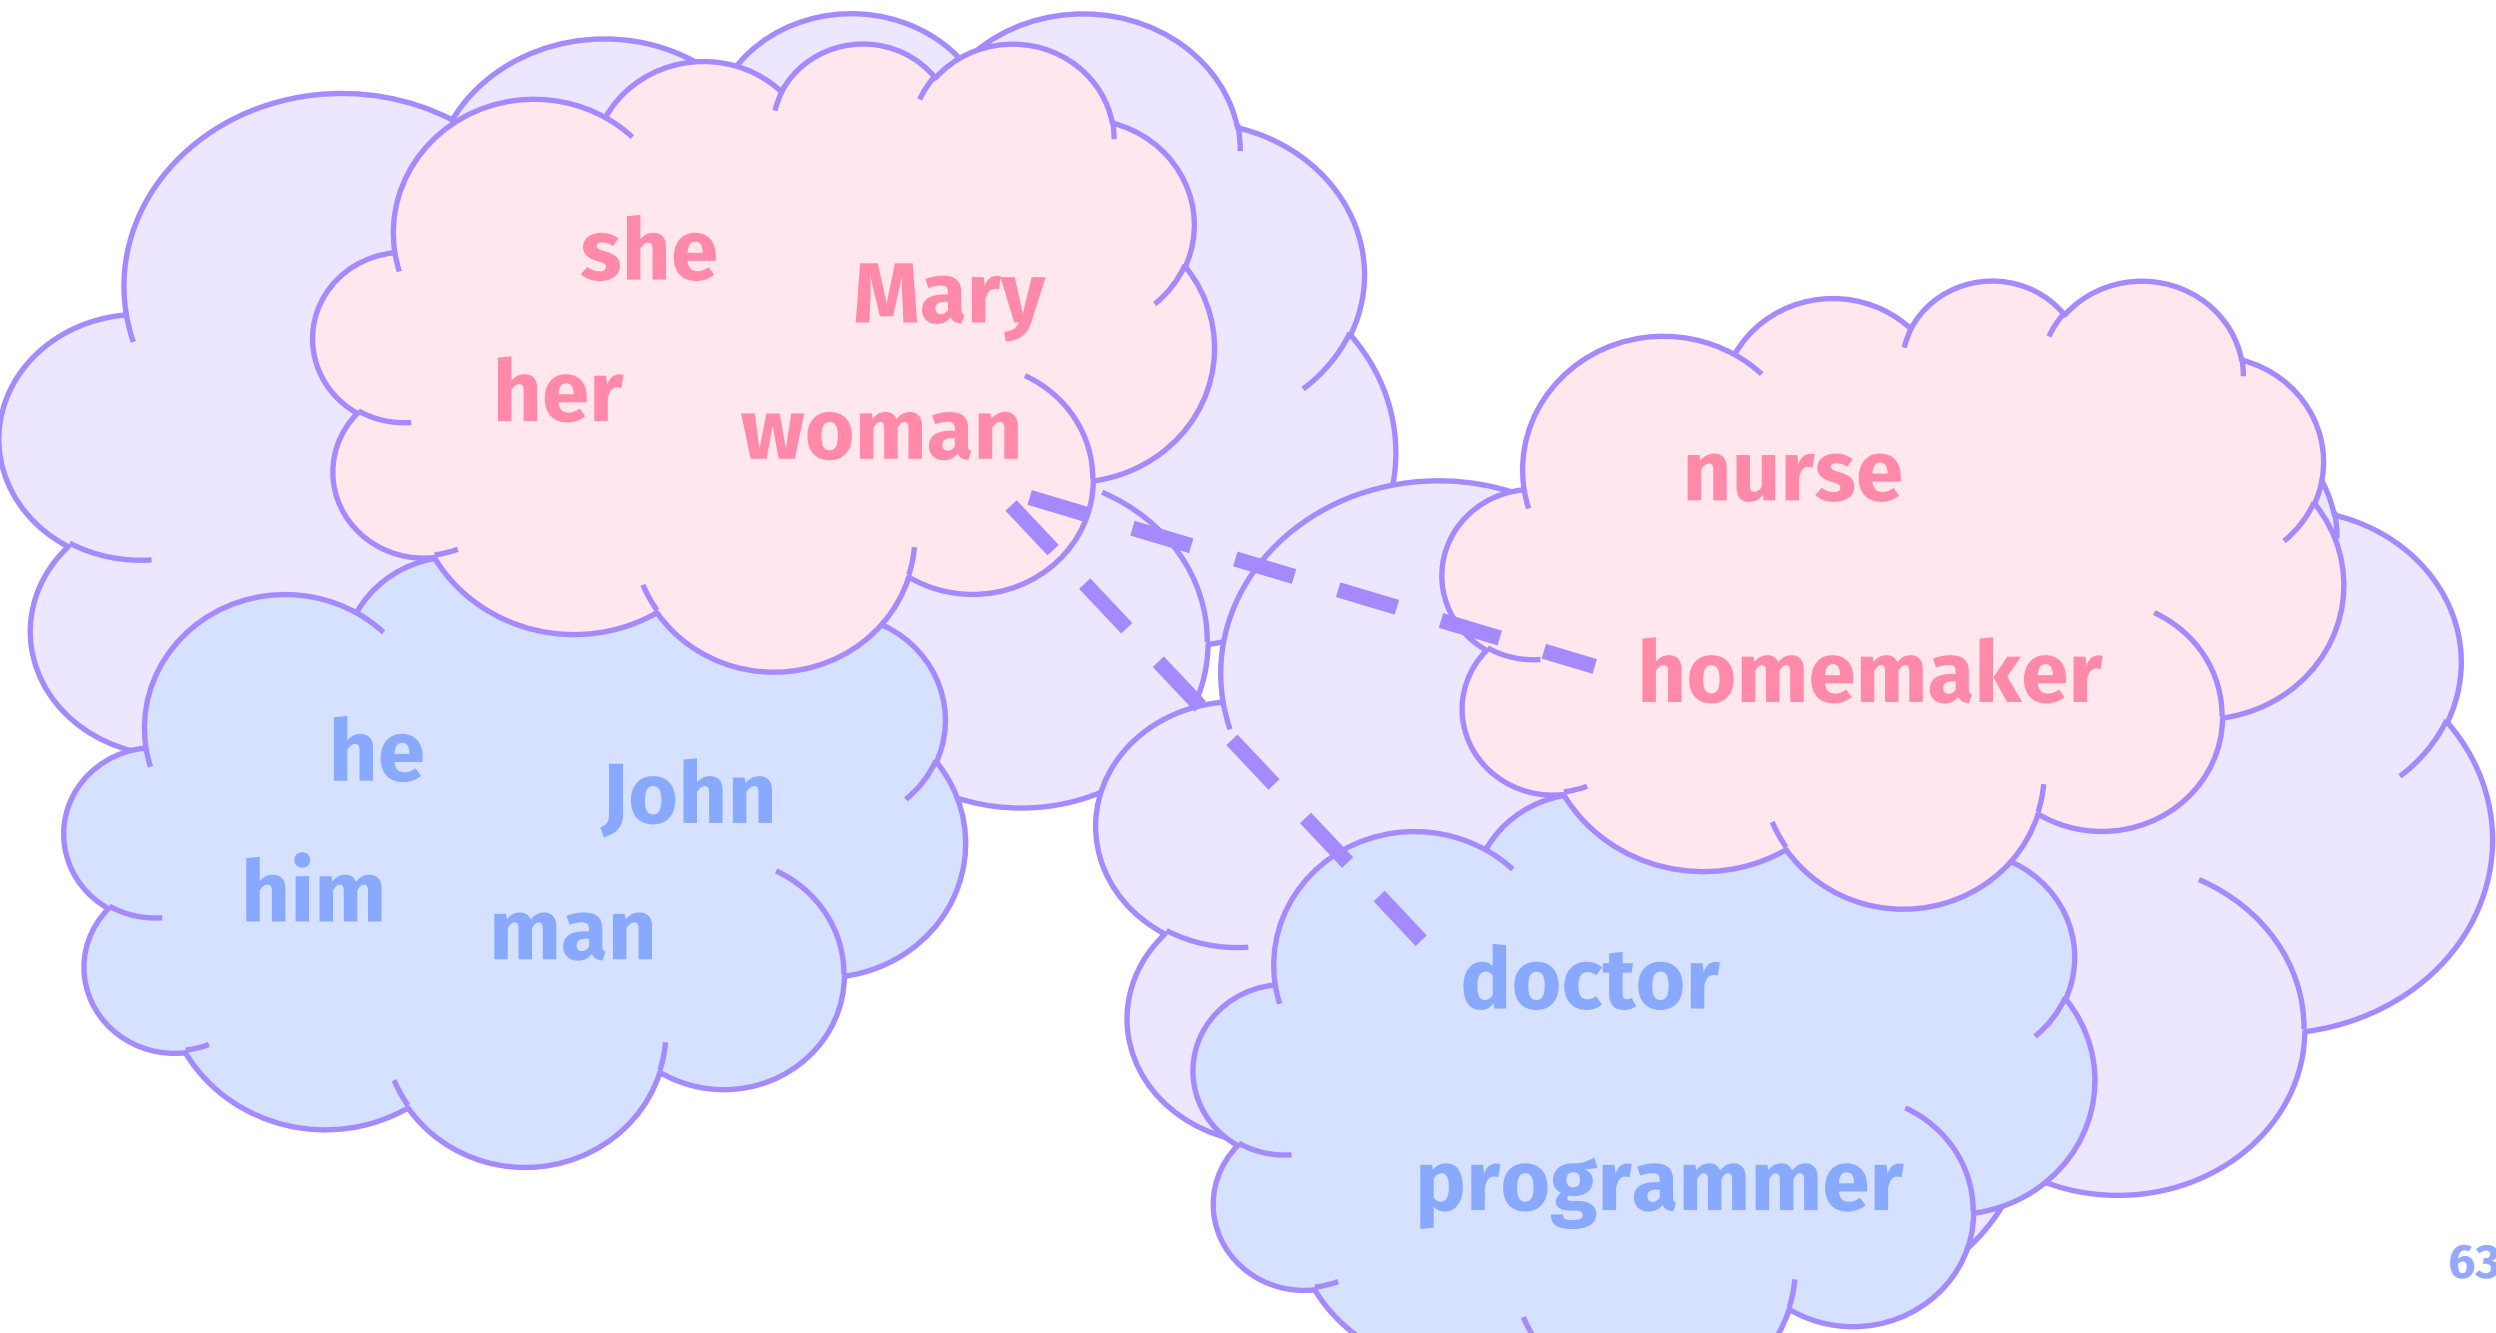 she
Mary
her
woman
he
John
him
man
nurse
homemaker
doctor
programmer
63